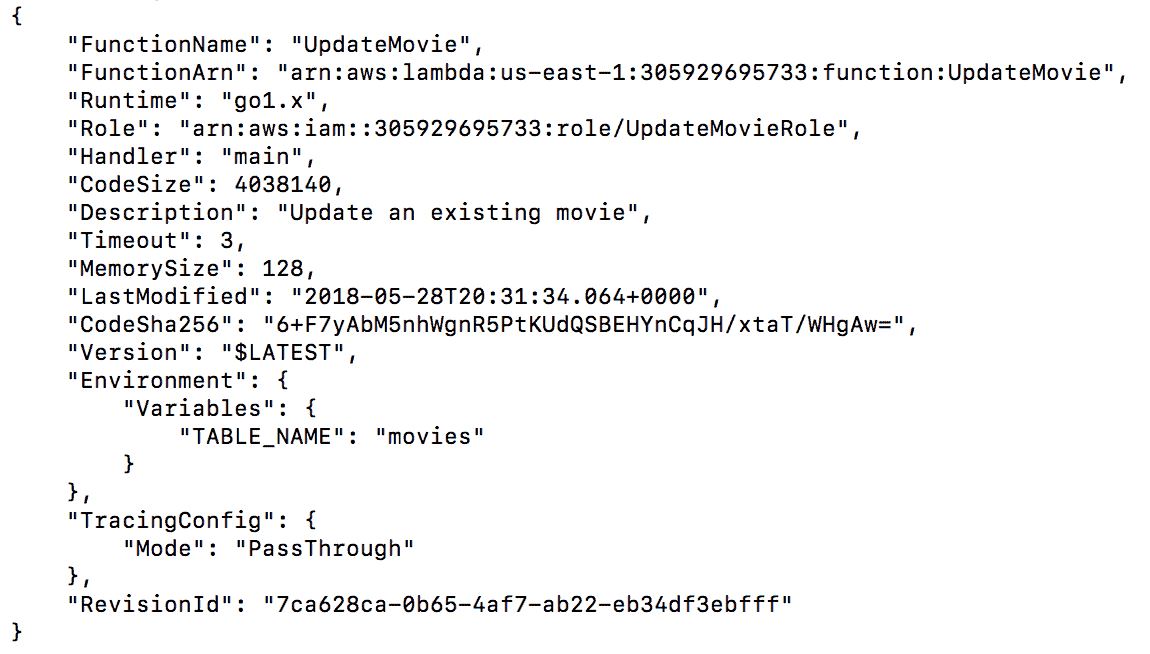 {
    "FunctionName": "UpdateMovie",
    "FunctionArn": "arn:aws:lambda:us-east-1:305929695733:function:UpdateMovie",
    "Runtime": "go1.x",
    "Role": "arn:aws:iam::305929695733:role/UpdateMovieRole",
    "Handler": "main",
    "CodeSize": 4038140,
    "Description": "Update an existing movie",
    "Timeout": 3,
    "MemorySize": 128,
    "LastModified": "2018-05-28T20:31:34.064+0000",
    "CodeSha256": "6+F7yAbM5nhWgnR5PtKUdQSBEHYnCqJH/xtaT/WHgAw=",
    "Version": "$LATEST",
    "Environment": {
        "Variables": {
            "TABLE_NAME": "movies"
        }
    },
    "TracingConfig": {
        "Mode": "PassThrough"
    },
    "RevisionId": "7ca628ca-0b65-4af7-ab22-eb34df3ebfff"
}